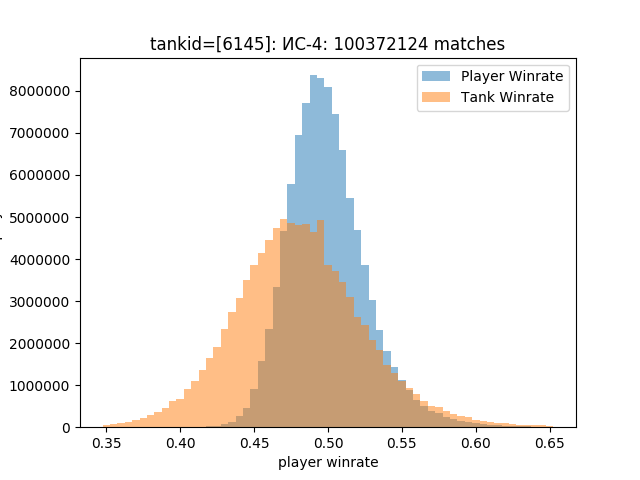 tankid=[6145]: ИС-4: 100372124 matches
Player Winrate
Tank Winrate
8000000
7000000
6000000
5000000
4000000
3000000
2000000
1000000
0
0.35 0.40 0.45 0.50 0.55 0.60 0.65
player winrate